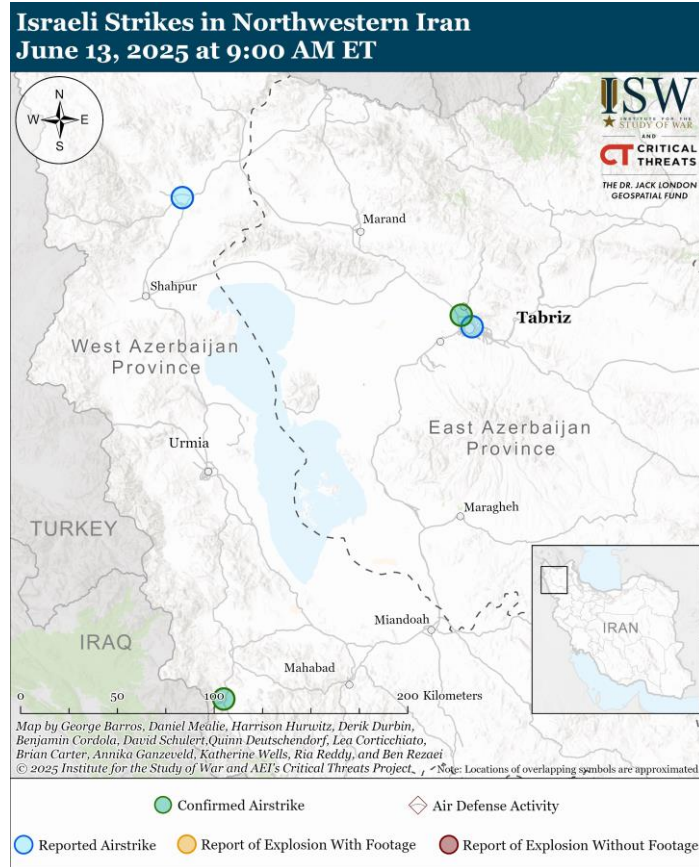 Israeli Strikes in Northwestern Iran
June 13, 2025 at 9:00 AM ET
N
W E
S
ISW
INSTITUTE FOR THE
STUDY OF WAR
AND
CT CRITICAL
THREATS
THE DR. JACK LONDON
GEOSPATIAL FUND
Marand
Shahpur
Tabriz
West Azerbaijan
Province
East Azerbaijan
Province
Urmia
Maragheh
TURKEY
IRAQ
Miandoah
IRAN
Mahabad
0 50 100 200 Kilometers
Map by George Barros, Daniel Mealie, Harrison Hurwitz, Derik Durbin,
Benjamin Cordola, David Schulert,Quinn Deutschendorf, Lea Corticchiato,
Brian Carter, Annika Ganzeveld, Katherine Wells, Ria Reddy, and Ben Rezaei
© 2025 Institute for the Study of War and AEI's Critical Threats Project
Note: Locations of overlapping symbols are approximated
Confirmed Airstrike
Air Defense Activity
Reported Airstrike
Report of Explosion With Footage
Report of Explosion Without Footage